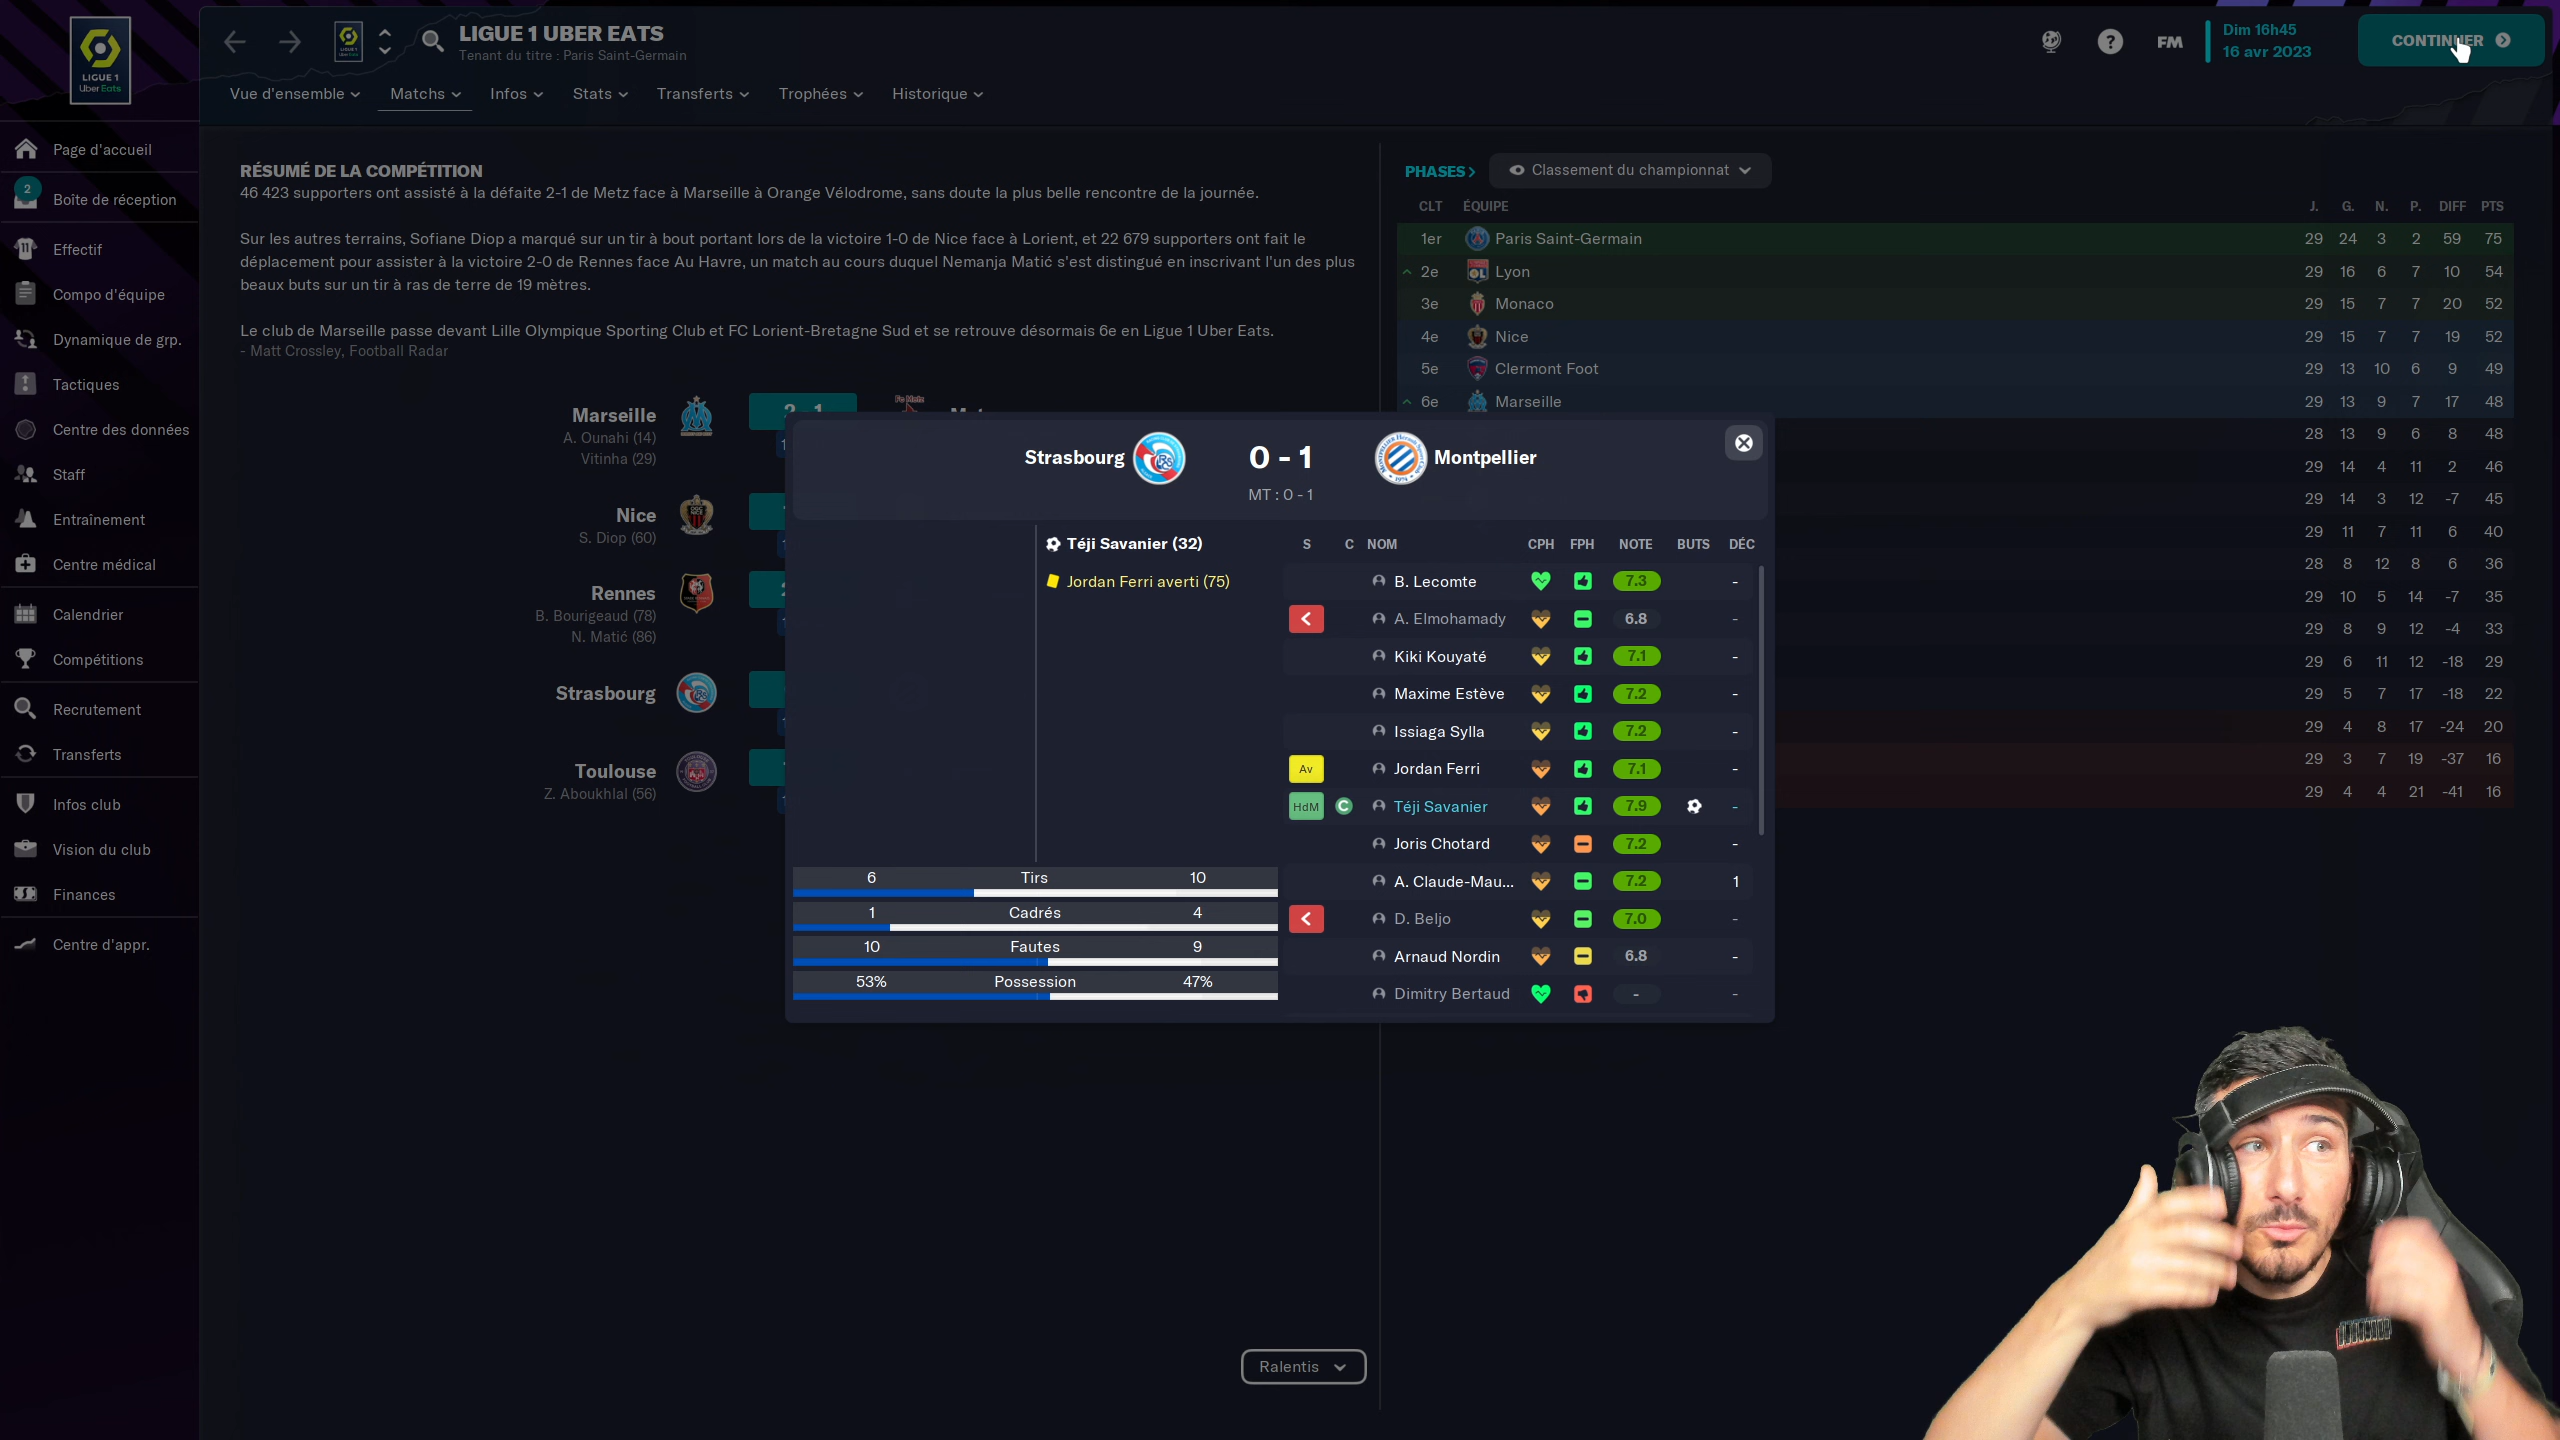 LIGUE 1 UBER EATS
Tenant du titre : Paris Saint-Germain
FM
Dim 16h45
16 avr 2023
CONTINUER
LIGUE 1
Uber Eats
Vue d'ensemble
Matchs
Infos
Stats
Transferts
Trophées
Historique
Page d'accueil
2
Boîte de réception
Effectif
Compo d'équipe
Dynamique de grp.
Tactiques
Centre des données
Staff
Entraînement
Centre médical
Calendrier
Compétitions
Recrutement
Transferts
Infos club
Vision du club
Finances
Centre d'appr.
RÉSUMÉ DE LA COMPÉTITION
46 423 supporters ont assisté à la défaite 2-1 de Metz face à Marseille à Orange Vélodrome, sans doute la plus belle rencontre de la journée.
Sur les autres terrains, Sofiane Diop a marqué sur un tir à bout portant lors de la victoire 1-0 de Nice face à Lorient, et 22 679 supporters ont fait le
déplacement pour assister à la victoire 2-0 de Rennes face Au Havre, un match au cours duquel Nemanja Matić s'est distingué en inscrivant l'un des plus
beaux buts sur un tir à ras de terre de 19 mètres.
Le club de Marseille passe devant Lille Olympique Sporting Club et FC Lorient-Bretagne Sud et se retrouve désormais 6e en Ligue 1 Uber Eats.
- Matt Crossley, Football Radar
Marseille
A. Ounahi (14)
Vitinha (29)
Nice
S. Diop (60)
Rennes
B. Bourigeaud (78)
N. Matić (86)
Strasbourg
Toulouse
Z. Aboukhlal (56)
PHASES
Classement du championnat
CLT ÉQUIPE J. G. N. P. DIFF PTS
1er Paris Saint-Germain 29 24 3 2 59 75
2e Lyon 29 16 6 7 10 54
3e Monaco 29 15 7 7 20 52
4e Nice 29 15 7 7 19 52
5e Clermont Foot 29 13 10 6 9 49
6e Marseille 29 13 9 7 17 48
28 13 9 6 8 48
29 14 4 11 2 46
29 14 3 12 -7 45
29 11 7 11 6 40
28 8 12 8 6 36
29 10 5 14 -7 35
29 8 9 12 -4 33
29 6 11 12 -18 29
29 5 7 17 -18 22
29 4 8 17 -24 20
29 3 7 19 -37 16
29 4 4 21 -41 16
Strasbourg 0 - 1 Montpellier
MT : 0 - 1
Téji Savanier (32)
Jordan Ferri averti (75)
6 Tirs 10
1 Cadrés 4
10 Fautes 9
53% Possession 47%
S C NOM CPH FPH NOTE BUTS DÉC
B. Lecomte 7.3 -
A. Elmohamady 6.8 -
Kiki Kouyaté 7.1 -
Maxime Estève 7.2 -
Issiaga Sylla 7.2 -
Av Jordan Ferri 7.1 -
HdM C Téji Savanier 7.9 -
Joris Chotard 7.2 -
A. Claude-Mau... 7.2 1
D. Beljo 7.0 -
Arnaud Nordin 6.8 -
Dimitry Bertaud - -
Ralentis